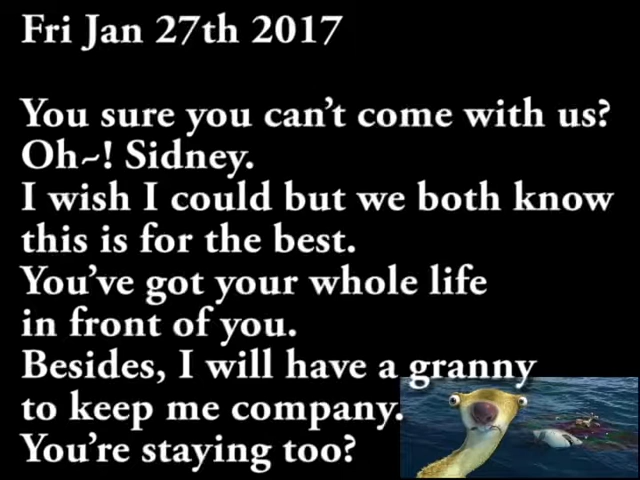 Fri Jan 27th 2017
You sure you can't come with us?
Oh~! Sidney.
I wish I could but we both know
this is for the best.
You've got your whole life
in front of you.
Besides, I will have a granny
to keep me company.
You're staying too?